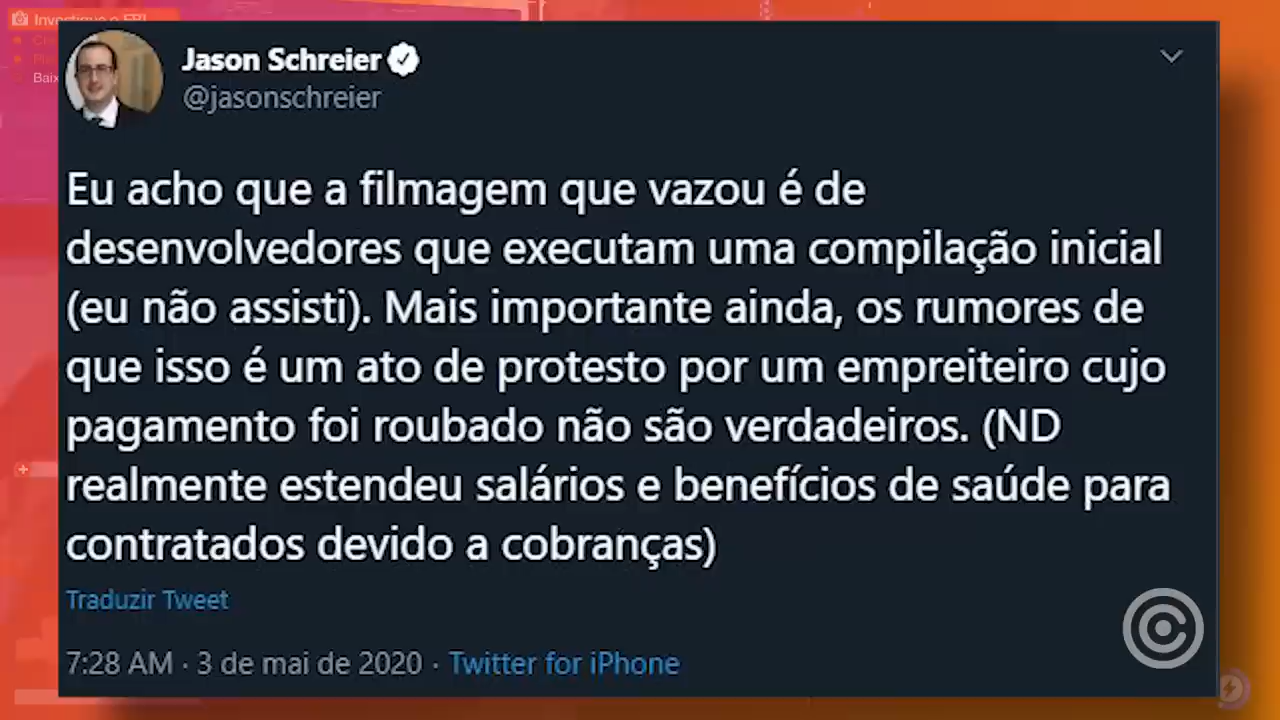 Investigue o FBI
Baix
Jason Schreier
@jasonschreier
Eu acho que a filmagem que vazou é de
desenvolvedores que executam uma compilação inicial
(eu não assisti). Mais importante ainda, os rumores de
que isso é um ato de protesto por um empreiteiro cujo
pagamento foi roubado não são verdadeiros. (ND
realmente estendeu salários e benefícios de saúde para
contratados devido a cobranças)
Traduzir Tweet
7:28 AM · 3 de mai de 2020 · Twitter for iPhone